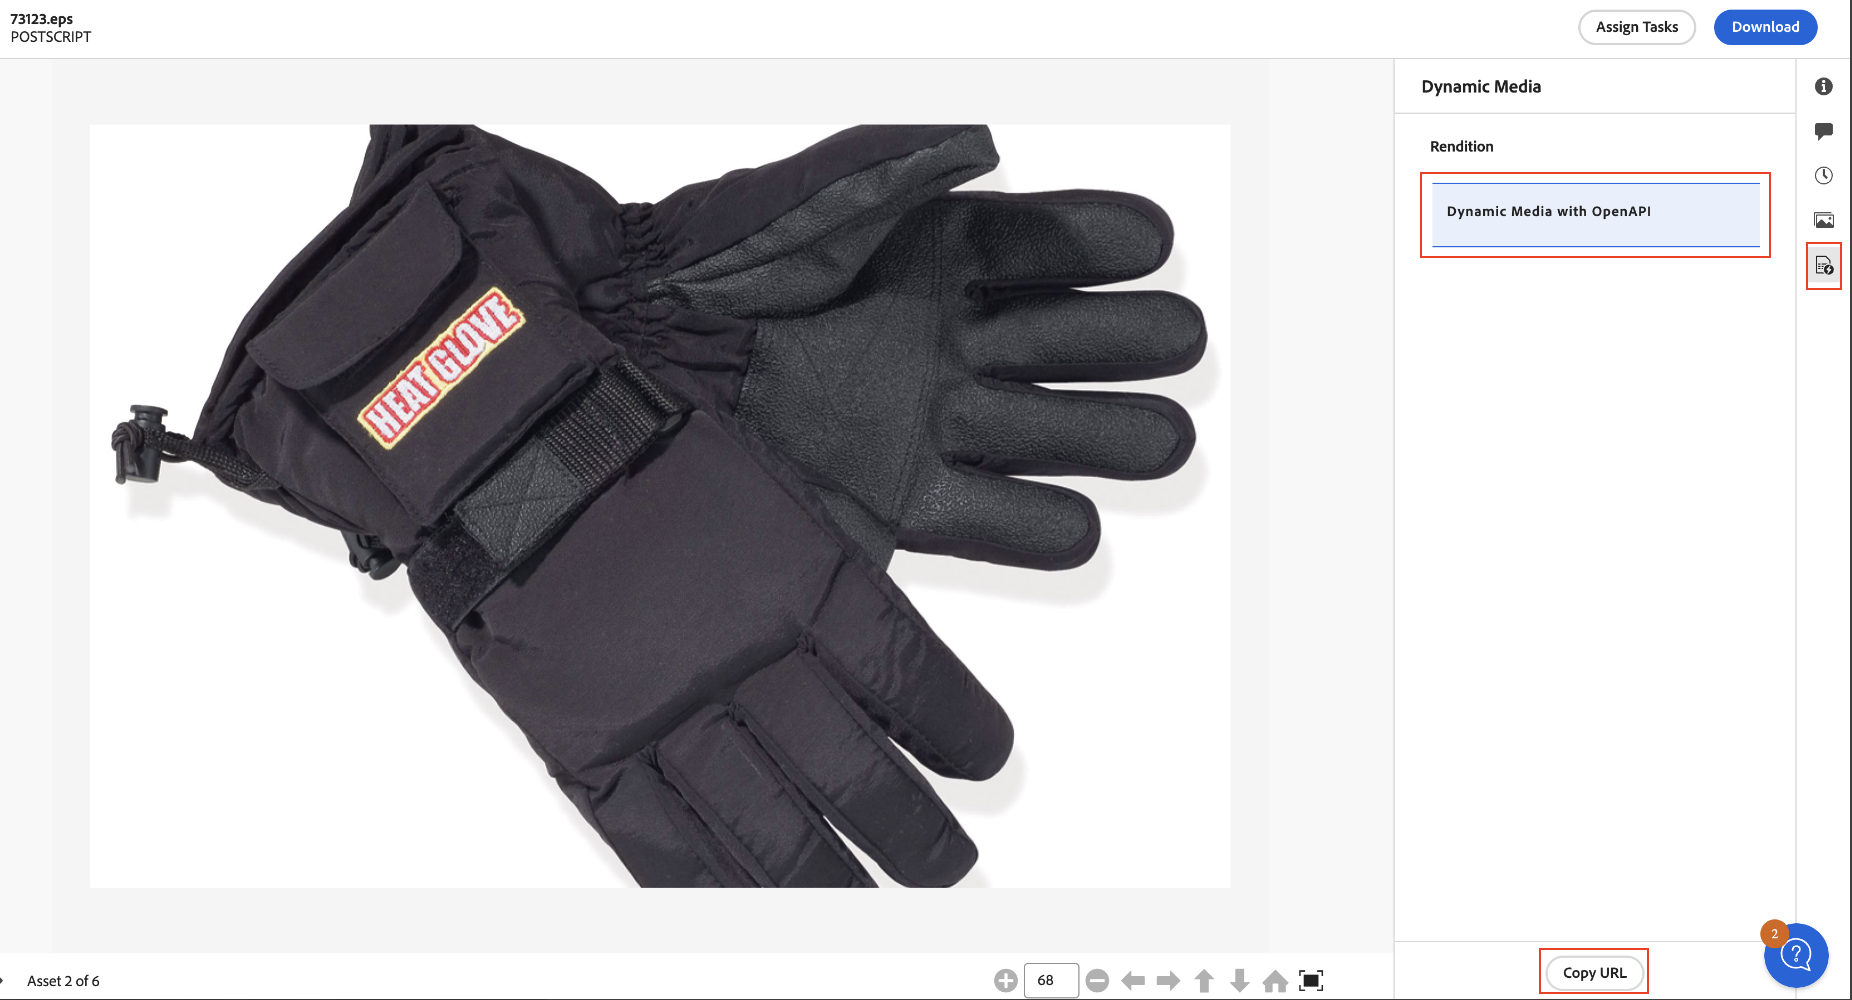 73123.eps
POSTSCRIPT
Assign Tasks
Download
Dynamic Media
Rendition
Dynamic Media with OpenAPI
HEAT GLOVE
Asset 2 of 6
68
Copy URL
2
?